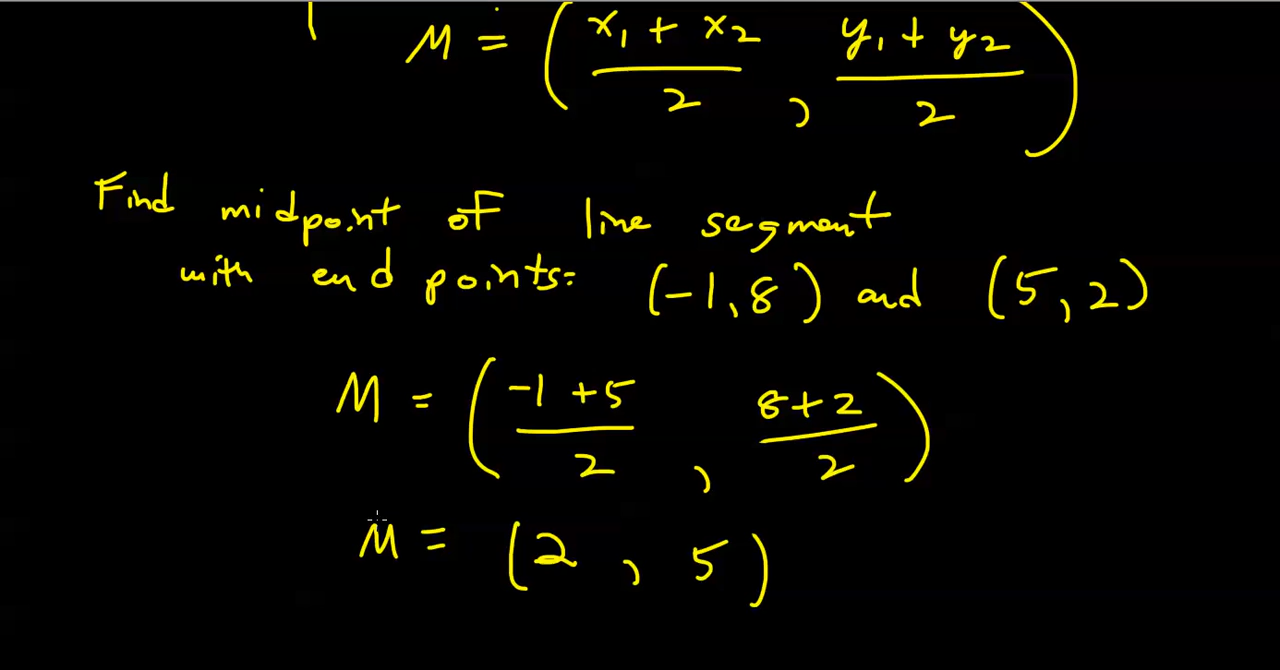 M = ( x₁ + x₂ / 2 , y₁ + y₂ / 2 )
Find midpoint of line segment
with end points: (-1,8) and (5,2)
M = ( -1 + 5 / 2 , 8 + 2 / 2 )
M = (2 , 5)